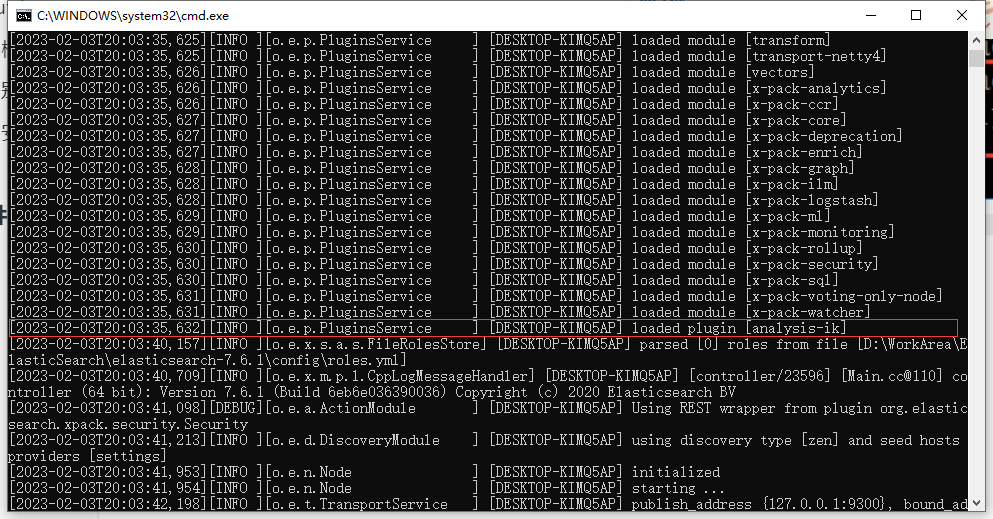 C:\WINDOWS\system32\cmd.exe
[2023-02-03T20:03:35,625][INFO ][o.e.p.PluginsService     ] [DESKTOP-KIMQ5AP] loaded module [transform]
[2023-02-03T20:03:35,625][INFO ][o.e.p.PluginsService     ] [DESKTOP-KIMQ5AP] loaded module [transport-netty4]
[2023-02-03T20:03:35,626][INFO ][o.e.p.PluginsService     ] [DESKTOP-KIMQ5AP] loaded module [vectors]
[2023-02-03T20:03:35,626][INFO ][o.e.p.PluginsService     ] [DESKTOP-KIMQ5AP] loaded module [x-pack-analytics]
[2023-02-03T20:03:35,626][INFO ][o.e.p.PluginsService     ] [DESKTOP-KIMQ5AP] loaded module [x-pack-ccr]
[2023-02-03T20:03:35,627][INFO ][o.e.p.PluginsService     ] [DESKTOP-KIMQ5AP] loaded module [x-pack-core]
[2023-02-03T20:03:35,627][INFO ][o.e.p.PluginsService     ] [DESKTOP-KIMQ5AP] loaded module [x-pack-deprecation]
[2023-02-03T20:03:35,627][INFO ][o.e.p.PluginsService     ] [DESKTOP-KIMQ5AP] loaded module [x-pack-enrich]
[2023-02-03T20:03:35,628][INFO ][o.e.p.PluginsService     ] [DESKTOP-KIMQ5AP] loaded module [x-pack-graph]
[2023-02-03T20:03:35,628][INFO ][o.e.p.PluginsService     ] [DESKTOP-KIMQ5AP] loaded module [x-pack-ilm]
[2023-02-03T20:03:35,628][INFO ][o.e.p.PluginsService     ] [DESKTOP-KIMQ5AP] loaded module [x-pack-logstash]
[2023-02-03T20:03:35,629][INFO ][o.e.p.PluginsService     ] [DESKTOP-KIMQ5AP] loaded module [x-pack-ml]
[2023-02-03T20:03:35,629][INFO ][o.e.p.PluginsService     ] [DESKTOP-KIMQ5AP] loaded module [x-pack-monitoring]
[2023-02-03T20:03:35,630][INFO ][o.e.p.PluginsService     ] [DESKTOP-KIMQ5AP] loaded module [x-pack-rollup]
[2023-02-03T20:03:35,630][INFO ][o.e.p.PluginsService     ] [DESKTOP-KIMQ5AP] loaded module [x-pack-security]
[2023-02-03T20:03:35,630][INFO ][o.e.p.PluginsService     ] [DESKTOP-KIMQ5AP] loaded module [x-pack-sql]
[2023-02-03T20:03:35,631][INFO ][o.e.p.PluginsService     ] [DESKTOP-KIMQ5AP] loaded module [x-pack-voting-only-node]
[2023-02-03T20:03:35,631][INFO ][o.e.p.PluginsService     ] [DESKTOP-KIMQ5AP] loaded module [x-pack-watcher]
[2023-02-03T20:03:35,632][INFO ][o.e.p.PluginsService     ] [DESKTOP-KIMQ5AP] loaded plugin [analysis-ik]
[2023-02-03T20:03:40,157][INFO ][o.e.x.s.a.s.FileRolesStore] [DESKTOP-KIMQ5AP] parsed [0] roles from file [D:\WorkArea\E
lasticSearch\elasticsearch-7.6.1\config\roles.yml]
[2023-02-03T20:03:40,709][INFO ][o.e.x.m.p.l.CppLogMessageHandler] [DESKTOP-KIMQ5AP] [controller/23596] [Main.cc@110] co
ntroller (64 bit): Version 7.6.1 (Build 6eb6e036390036) Copyright (c) 2020 Elasticsearch BV
[2023-02-03T20:03:41,098][DEBUG][o.e.a.ActionModule       ] [DESKTOP-KIMQ5AP] Using REST wrapper from plugin org.elastic
search.xpack.security.Security
[2023-02-03T20:03:41,213][INFO ][o.e.d.DiscoveryModule    ] [DESKTOP-KIMQ5AP] using discovery type [zen] and seed hosts
providers [settings]
[2023-02-03T20:03:41,953][INFO ][o.e.n.Node               ] [DESKTOP-KIMQ5AP] initialized
[2023-02-03T20:03:41,954][INFO ][o.e.n.Node               ] [DESKTOP-KIMQ5AP] starting ...
[2023-02-03T20:03:42,198][INFO ][o.e.t.TransportService   ] [DESKTOP-KIMQ5AP] publish_address {127.0.0.1:9300}, bound_ad